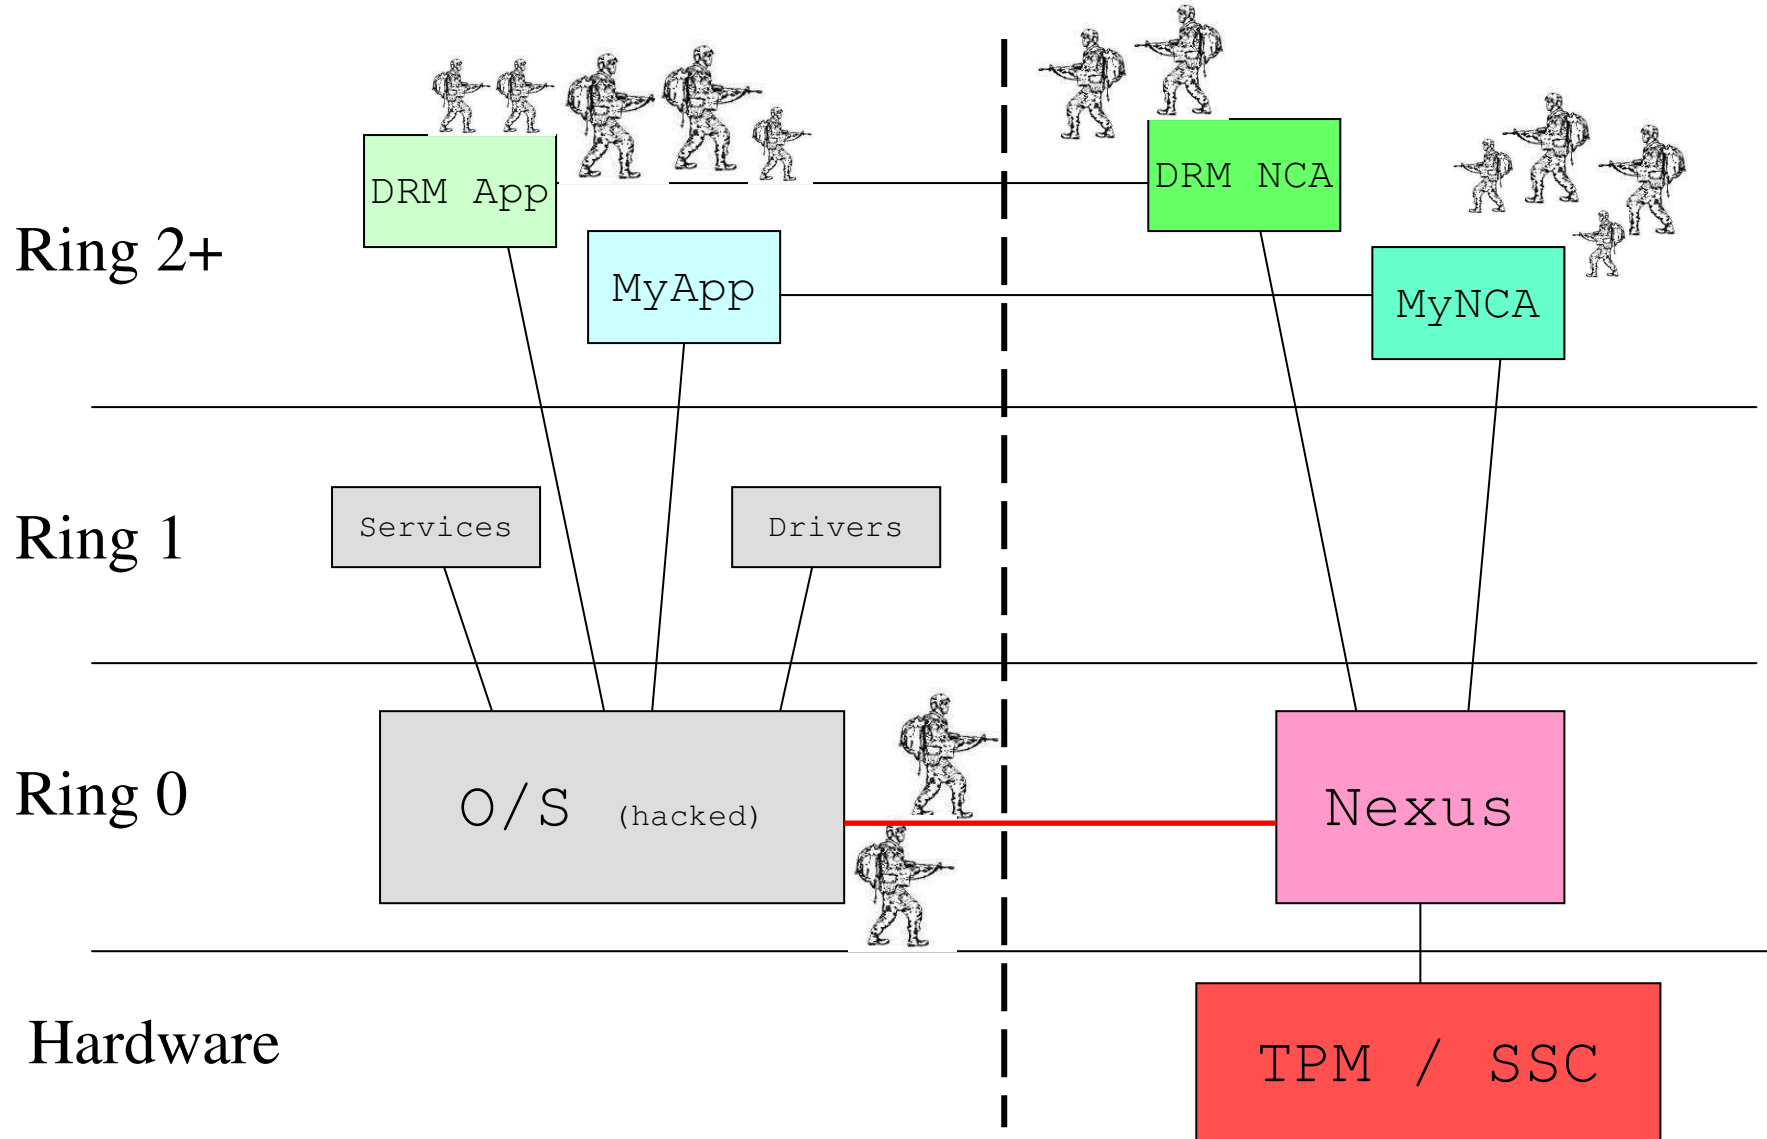 DRM App
DRM NCA
Ring 2+
MyApp
MyNCA
Ring 1
Services
Drivers
Ring 0
O/S (hacked)
Nexus
Hardware
TPM / SSC